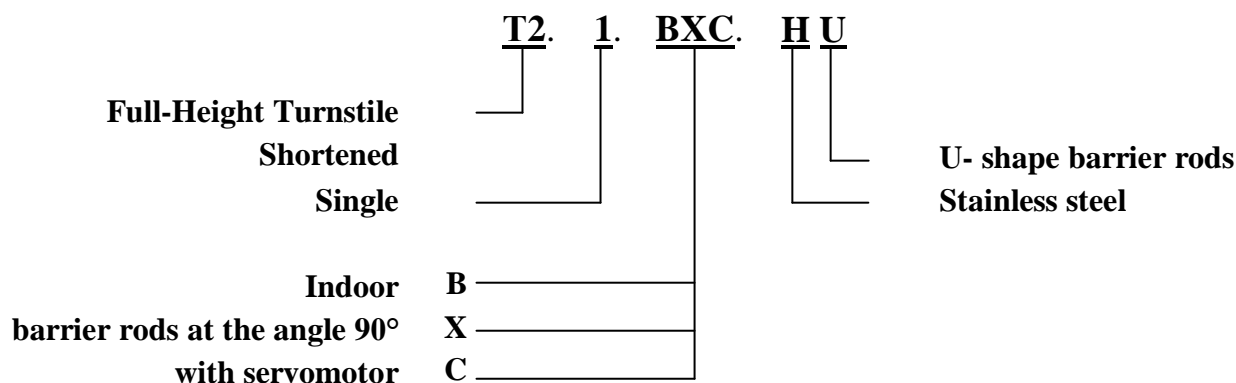 T2. 1. BXC. H U
Full-Height Turnstile
Shortened
Single
U- shape barrier rods
Stainless steel
Indoor B
barrier rods at the angle 90° X
with servomotor C